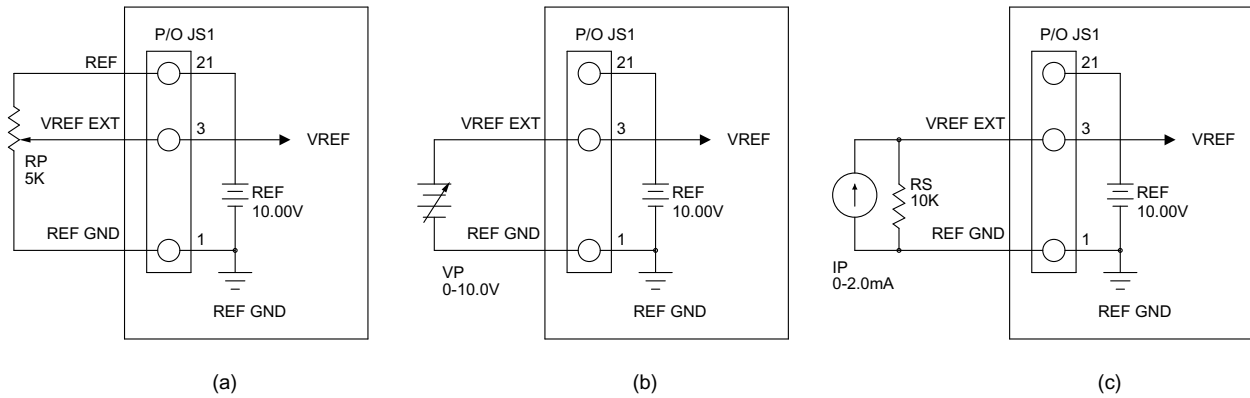 P/O JS1
REF
21
VREF EXT
3
VREF
RP
5K
REF
10.00V
REF GND
1
REF GND
(a)
P/O JS1
21
VREF EXT
3
VREF
REF
10.00V
REF GND
1
VP
0-10.0V
REF GND
(b)
P/O JS1
21
VREF EXT
3
VREF
RS
10K
REF
10.00V
REF GND
1
IP
0-2.0mA
REF GND
(c)